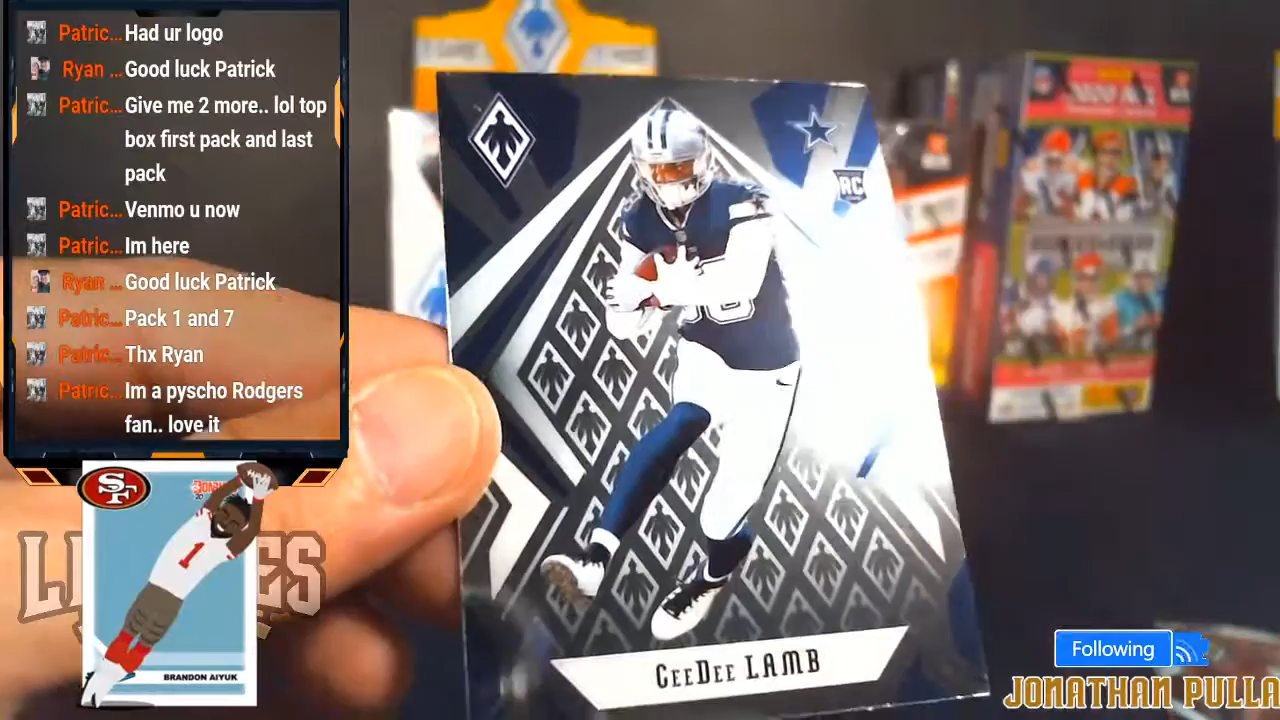 Patric... Had ur logo
Ryan ... Good luck Patrick
Patric... Give me 2 more.. lol top
box first pack and last
pack
Patric... Venmo u now
Patric... Im here
Ryan ... Good luck Patrick
Patric... Pack 1 and 7
Patric... Thx Ryan
Patric... Im a pyscho Rodgers
fan.. love it
RC
CeeDee LAMB
SF
1
BRANDON AIYUK
Following
JONATHAN PULLA